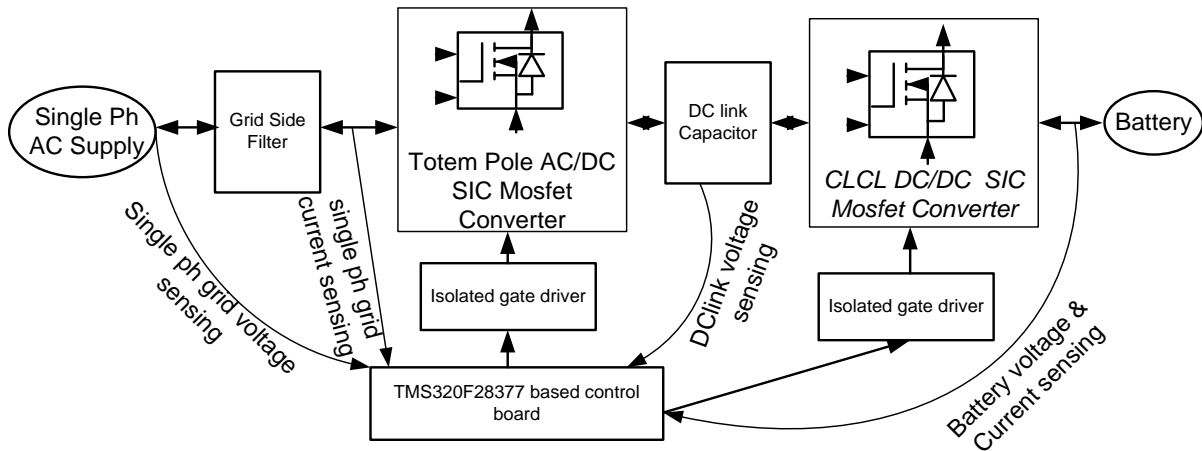 Single Ph
AC Supply
Grid Side
Filter
Totem Pole AC/DC
SIC Mosfet
Converter
DC link
Capacitor
CLCL DC/DC  SIC
Mosfet Converter
Battery
Single ph grid voltage
sensing
single ph grid
current sensing
Isolated gate driver
DClink voltage
sensing
Isolated gate driver
Battery voltage &
Current sensing
TMS320F28377 based control
board